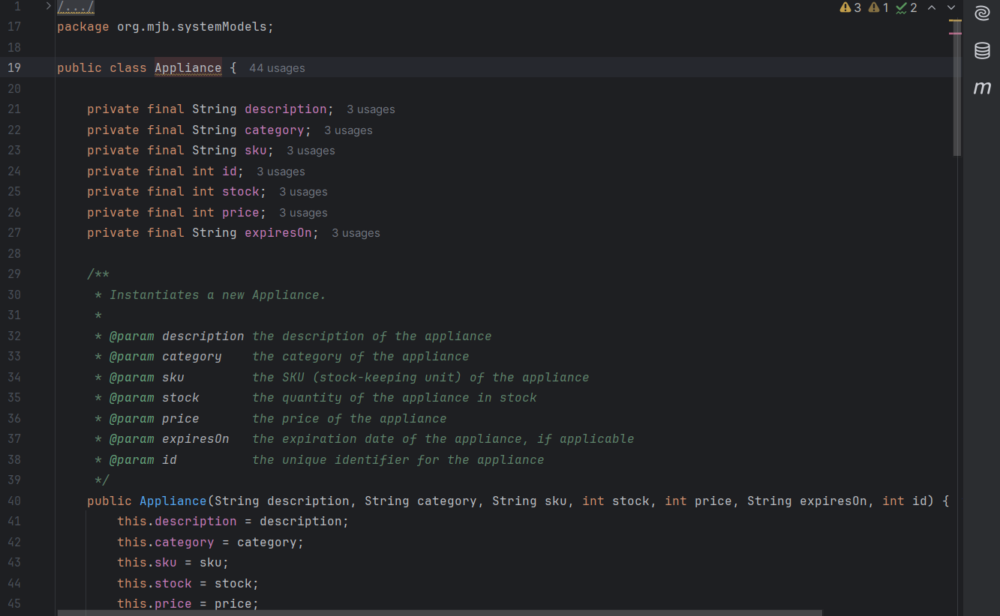 1 /.../ 3 1 2
17 package org.mjb.systemModels;
18
19 public class Appliance { 44 usages
20
21 private final String description; 3 usages
22 private final String category; 3 usages
23 private final String sku; 3 usages
24 private final int id; 3 usages
25 private final int stock; 3 usages
26 private final int price; 3 usages
27 private final String expiresOn; 3 usages
28
29 /**
30 * Instantiates a new Appliance.
31 *
32 * @param description the description of the appliance
33 * @param category the category of the appliance
34 * @param sku the SKU (stock-keeping unit) of the appliance
35 * @param stock the quantity of the appliance in stock
36 * @param price the price of the appliance
37 * @param expiresOn the expiration date of the appliance, if applicable
38 * @param id the unique identifier for the appliance
39 */
40 public Appliance(String description, String category, String sku, int stock, int price, String expiresOn, int id) {
41 this.description = description;
42 this.category = category;
43 this.sku = sku;
44 this.stock = stock;
45 this.price = price;
m